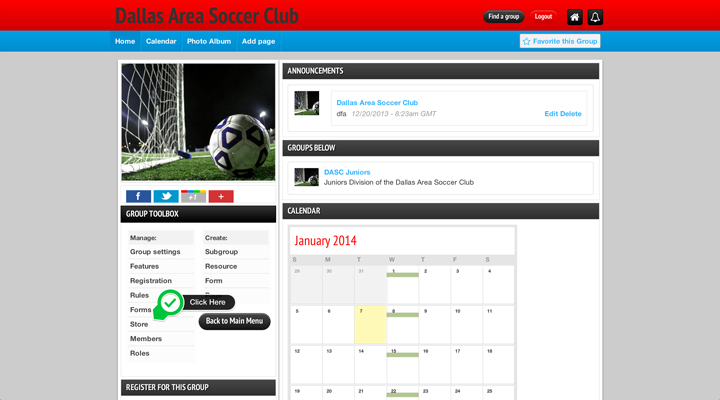 Dallas Area Soccer Club
Find a group
Logout
Home
Calendar
Photo Album
Add page
Favorite this Group
ANNOUNCEMENTS
Dallas Area Soccer Club
dfa 12/20/2013 - 8:23am GMT
Edit Delete
GROUPS BELOW
DASC Juniors
Juniors Division of the Dallas Area Soccer Club
f
+1
+
GROUP TOOLBOX
Manage:
Group settings
Features
Registration
Rules
Forms
Store
Members
Roles
Create:
Subgroup
Resource
Form
Click Here
Back to Main Menu
REGISTER FOR THIS GROUP
CALENDAR
January 2014
S M T W T F S
29 30 31 1 2 3 4
5 6 7 8 9 10 11
12 13 14 15 16 17 18
19 20 21 22 23 24 25